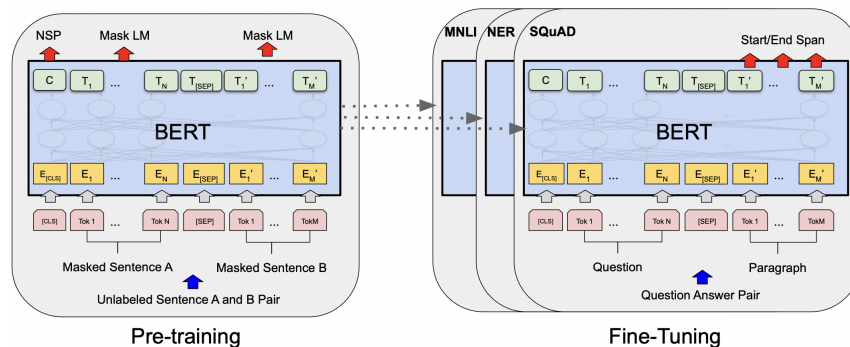 NSP Mask LM Mask LM
C T1 ... TN T[SEP] T1' ... TM'
BERT
E[CLS] E1 ... EN E[SEP] E1' ... EM'
[CLS] Tok 1 ... Tok N [SEP] Tok 1 ... TokM
Masked Sentence A Masked Sentence B
Unlabeled Sentence A and B Pair
Pre-training
MNLI NER SQuAD
Start/End Span
C T1 ... TN T[SEP] T1' ... TM'
BERT
E[CLS] E1 ... EN E[SEP] E1' ... EM'
[CLS] Tok 1 ... Tok N [SEP] Tok 1 ... TokM
Question Paragraph
Question Answer Pair
Fine-Tuning